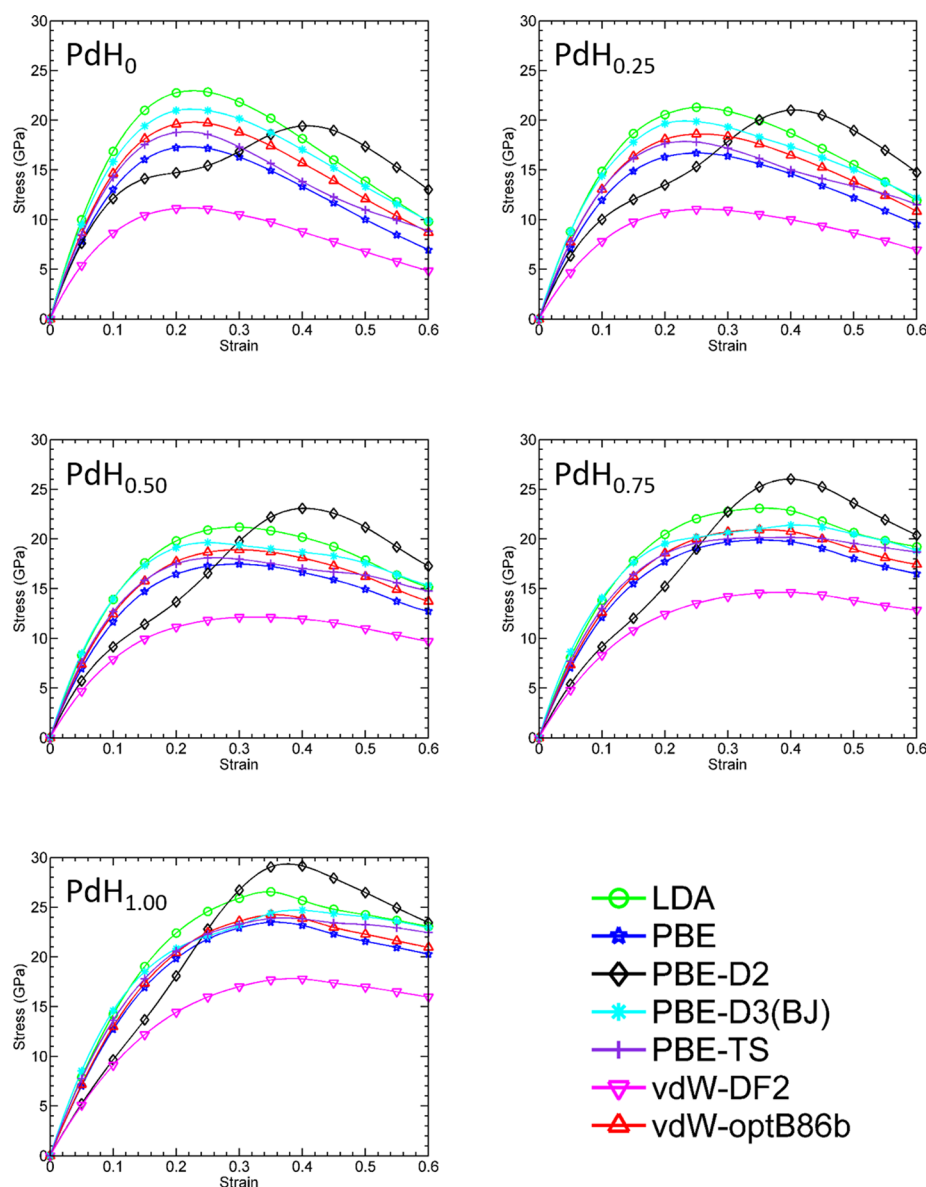 PdH0
Stress (GPa)
30
25
20
15
10
5
0
0 0.1 0.2 0.3 0.4 0.5 0.6
Strain
PdH0.25
Stress (GPa)
30
25
20
15
10
5
0
0 0.1 0.2 0.3 0.4 0.5 0.6
Strain
PdH0.50
Stress (GPa)
30
25
20
15
10
5
0
0 0.1 0.2 0.3 0.4 0.5 0.6
Strain
PdH0.75
Stress (GPa)
30
25
20
15
10
5
0
0 0.1 0.2 0.3 0.4 0.5 0.6
Strain
PdH1.00
Stress (GPa)
30
25
20
15
10
5
0
0 0.1 0.2 0.3 0.4 0.5 0.6
Strain
LDA
PBE
PBE-D2
PBE-D3(BJ)
PBE-TS
vdW-DF2
vdW-optB86b